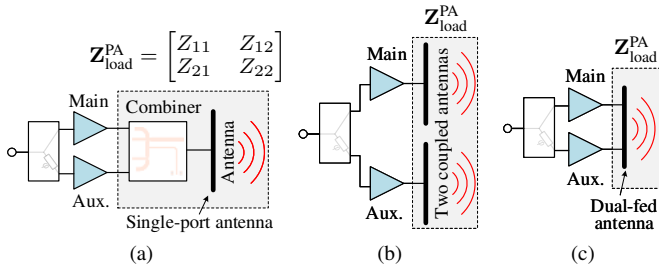 Z_load^PA = [Z11 Z12
Z21 Z22]
Main
Combiner
Antenna
Aux.
Single-port antenna
(a)
Z_load^PA
Main
Two coupled antennas
Aux.
(b)
Z_load^PA
Main
Aux.
Dual-fed
antenna
(c)